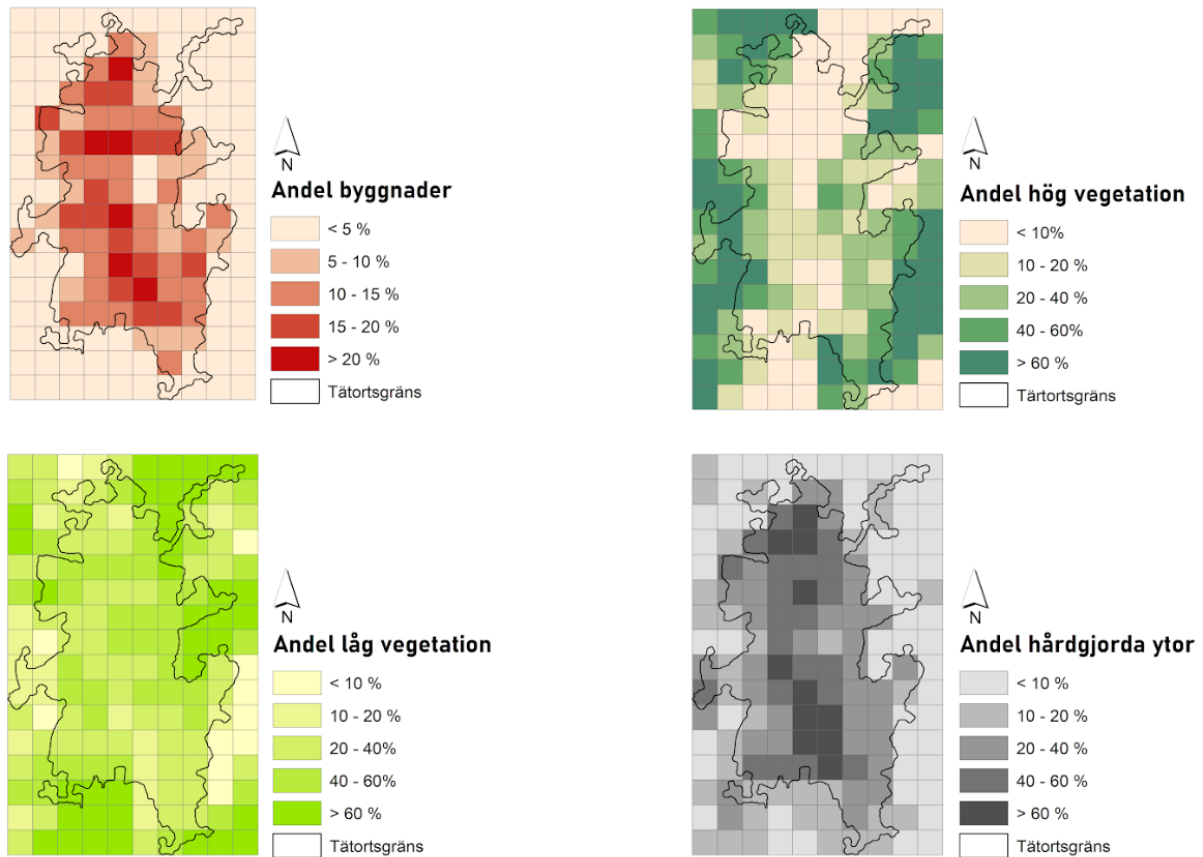 N
Andel byggnader
< 5 %
5 - 10 %
10 - 15 %
15 - 20 %
> 20 %
Tätortsgräns
N
Andel hög vegetation
< 10%
10 - 20 %
20 - 40 %
40 - 60%
> 60 %
Tärtortsgräns
N
Andel låg vegetation
< 10 %
10 - 20 %
20 - 40%
40 - 60%
> 60 %
Tätortsgräns
N
Andel hårdgjorda ytor
< 10 %
10 - 20 %
20 - 40 %
40 - 60 %
> 60 %
Tätortsgräns